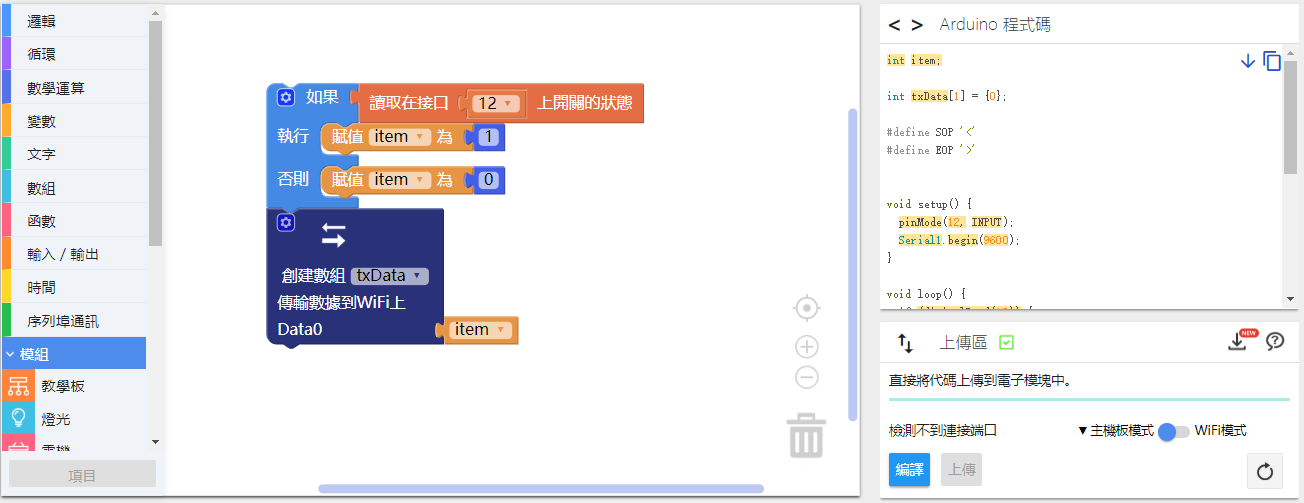 邏輯
循環
數學運算
變數
文字
數組
函數
輸入 / 輸出
時間
序列埠通訊
模組
教學板
燈光
項目
如果 讀取在接口 12 上開關的狀態
執行 賦值 item 為 1
否則 賦值 item 為 0
創建數組 txData
傳輸數據到WiFi上
Data0 item
< > Arduino 程式碼
int item;
int txData[1] = {0};
#define SOP '<'
#define EOP '>'
void setup() {
pinMode(12, INPUT);
Serial1.begin(9600);
}
void loop() {
上傳區
NEW
直接將代碼上傳到電子模塊中。
檢測不到連接端口 ▼主機板模式 WiFi模式
編譯 上傳